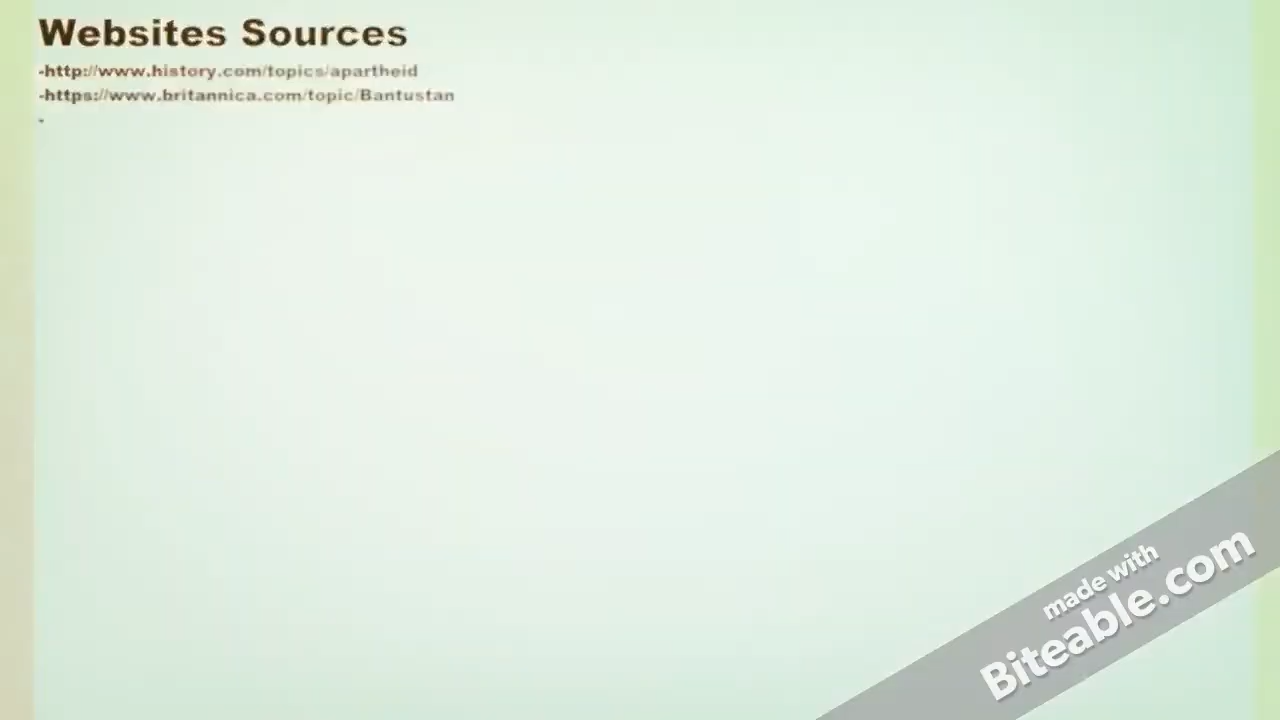 Websites Sources
-http://www.history.com/topics/apartheid
-https://www.britannica.com/topic/Bantustan
-
made with
Biteable.com